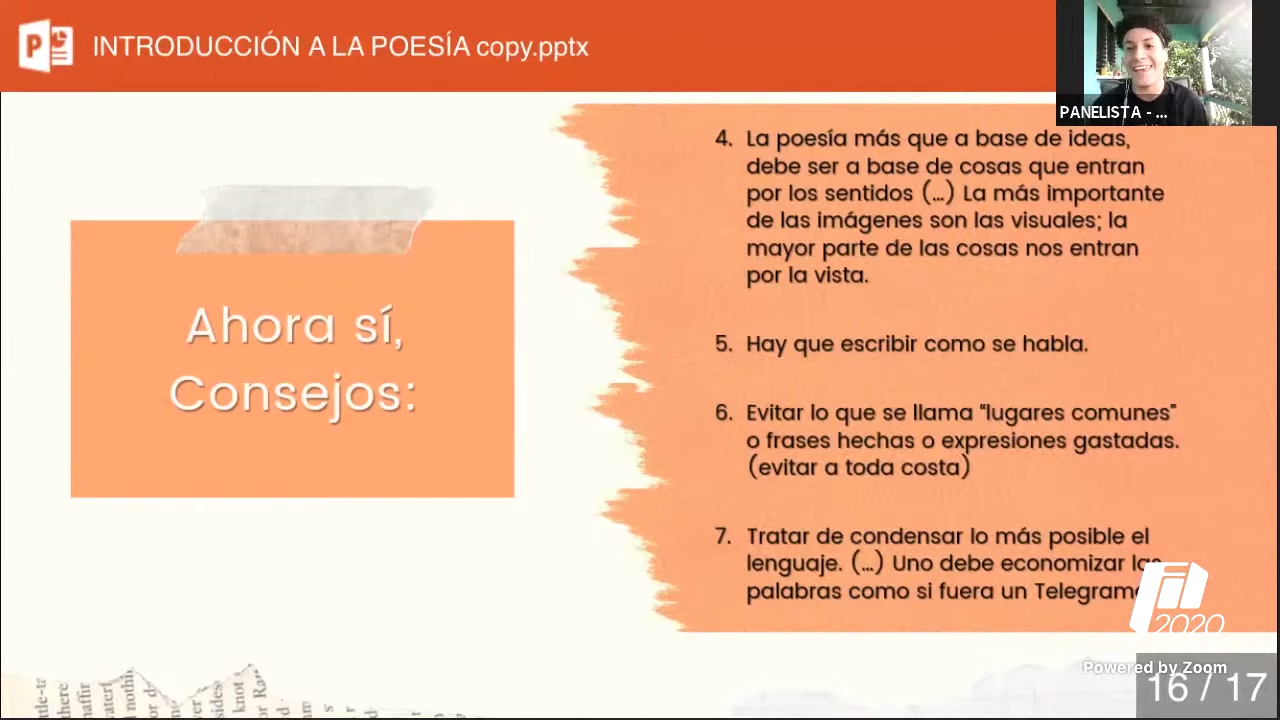 INTRODUCCIÓN A LA POESÍA copy.pptx
PANELISTA - ...
Ahora sí,
Consejos:
4. La poesía más que a base de ideas,
debe ser a base de cosas que entran
por los sentidos (...) La más importante
de las imágenes son las visuales; la
mayor parte de las cosas nos entran
por la vista.
5. Hay que escribir como se habla.
6. Evitar lo que se llama “lugares comunes”
o frases hechas o expresiones gastadas.
(evitar a toda costa)
7. Tratar de condensar lo más posible el
lenguaje. (...) Uno debe economizar las
palabras como si fuera un Telegrama
fil
2020
Powered by Zoom
16 / 17
there
knot